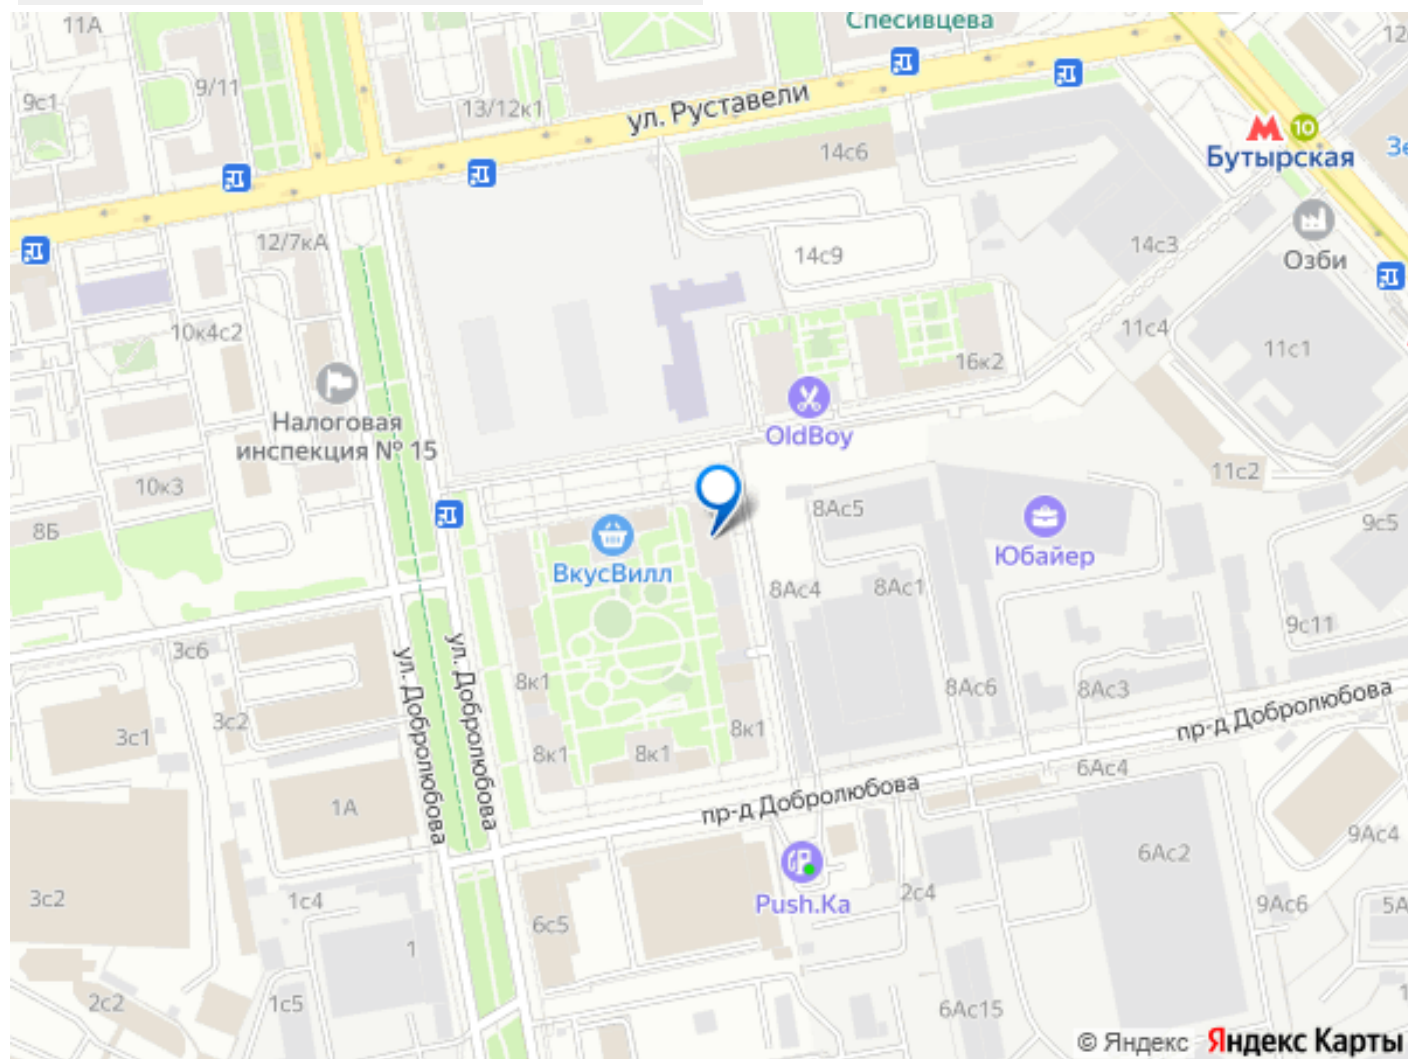 11А
Спесивцева
12
9/11
9с1
13/12к1
ул. Руставели
10
Бутырская
Зе
14с6
12/7кА
14с9
14с3
Озби
10к4с2
11с4
11с1
16к2
Налоговая
инспекция № 15
OldBoy
10к3
11с2
8Б
8Ас5
9с5
ВкусВилл
Юбайер
8Ас4
8Ас1
9с11
3с6
ул. Добролюбова
ул. Добролюбова
8к1
8Ас6
8Ас3
пр-д Добролюбова
3с2
3с1
8к1
8к1
8к1
6Ас4
пр-д Добролюбова
1А
9Ас4
6Ас2
3с2
1с4
Push.Ka
2с4
9Ас6
5А
6с5
1
2с2
1с5
6Ас15
1
© Яндекс Яндекс Карты